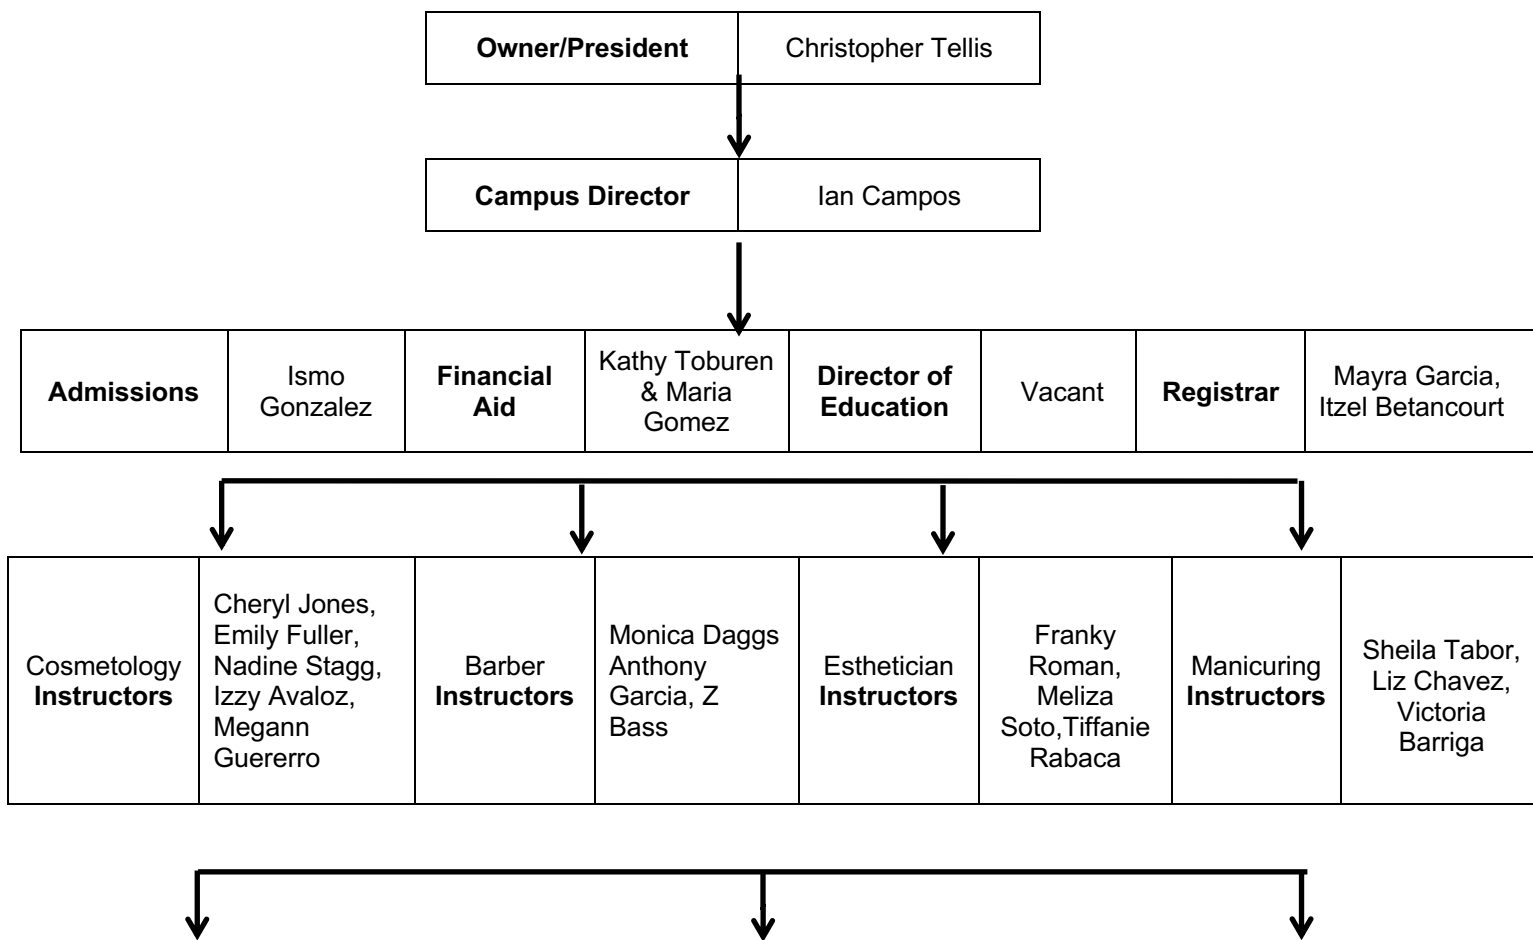 Owner/President
Christopher Tellis
Campus Director
Ian Campos
Admissions
Ismo
Gonzalez
Financial
Aid
Kathy Toburen
& Maria
Gomez
Director of
Education
Vacant
Registrar
Mayra Garcia,
Itzel Betancourt
Cosmetology
Instructors
Cheryl Jones,
Emily Fuller,
Nadine Stagg,
Izzy Avaloz,
Megann
Guererro
Barber
Instructors
Monica Daggs
Anthony
Garcia, Z
Bass
Esthetician
Instructors
Franky
Roman,
Meliza
Soto,Tiffanie
Rabaca
Manicuring
Instructors
Sheila Tabor,
Liz Chavez,
Victoria
Barriga